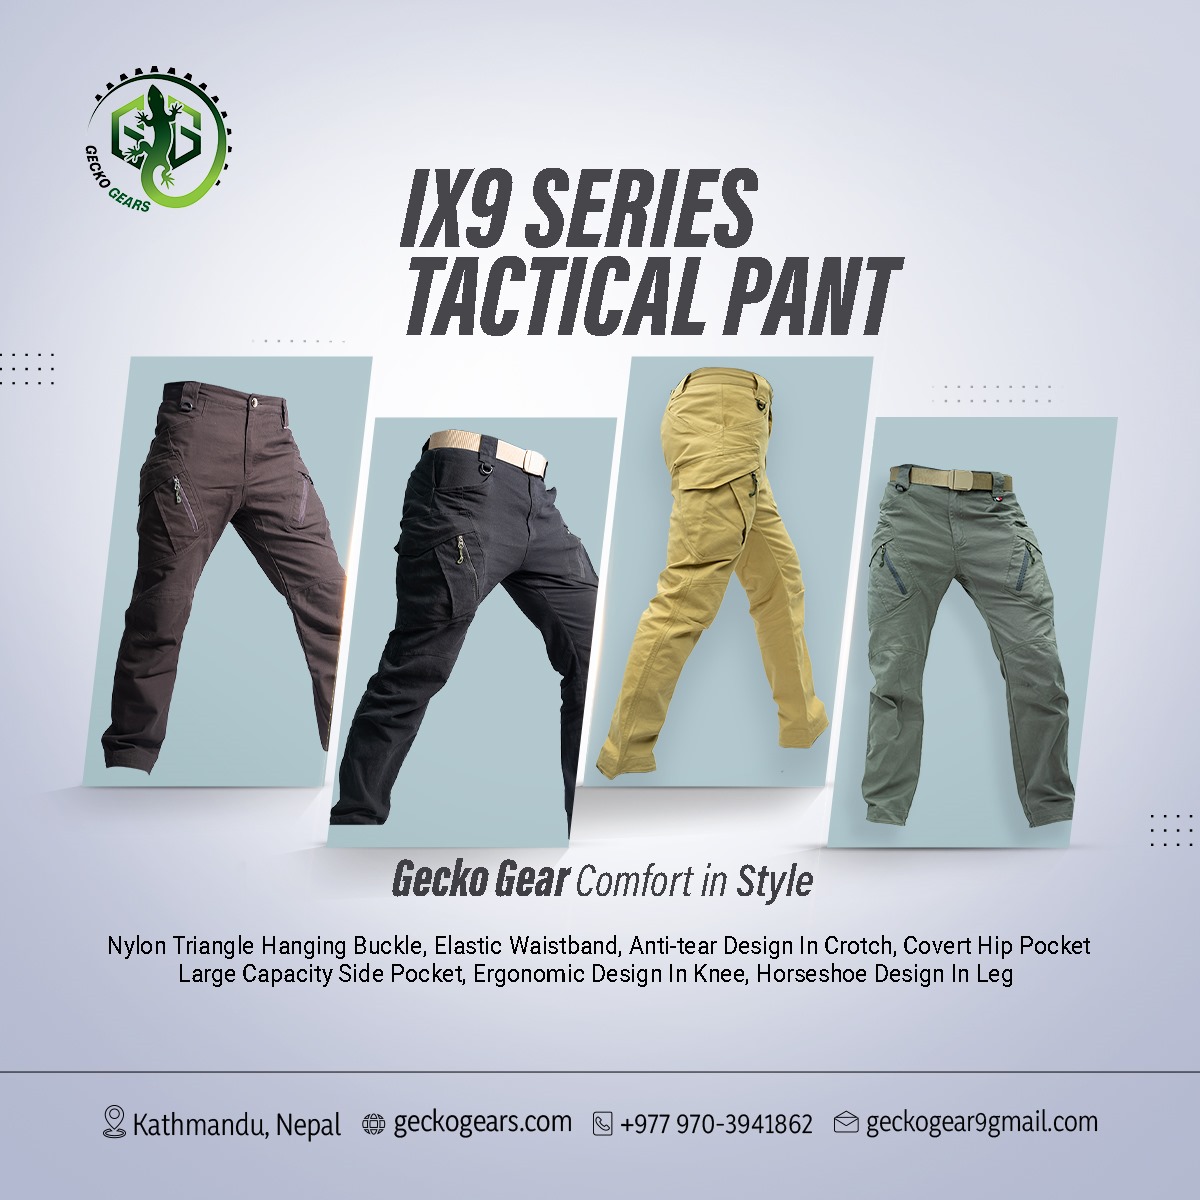 GECKO GEARS
IX9 SERIES
TACTICAL PANT
Gecko Gear Comfort in Style
Nylon Triangle Hanging Buckle, Elastic Waistband, Anti-tear Design In Crotch, Covert Hip Pocket
Large Capacity Side Pocket, Ergonomic Design In Knee, Horseshoe Design In Leg
Kathmandu, Nepal geckogears.com +977 970-3941862 geckogear9gmail.com